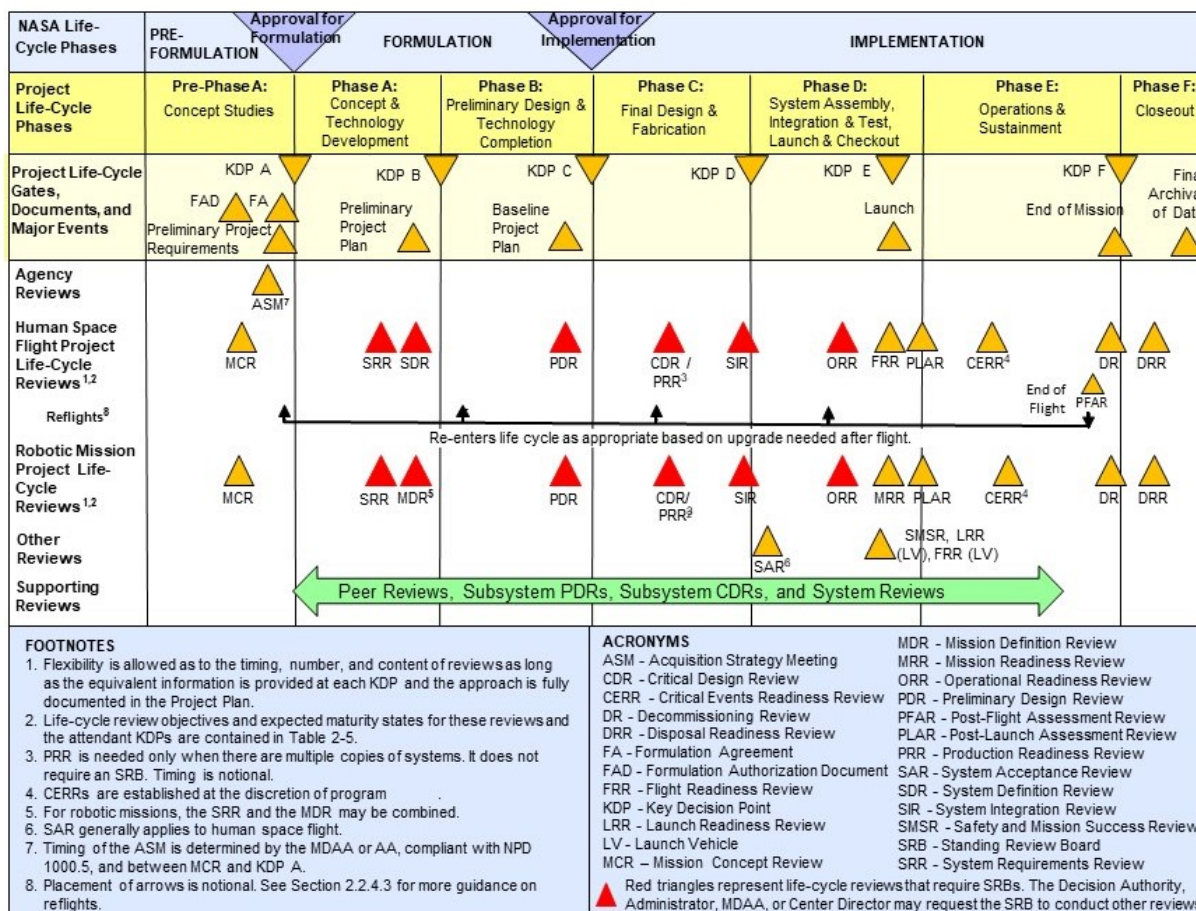 NASA Life-
Cycle Phases
PRE-
FORMULATION
Approval for
Formulation
FORMULATION
Approval for
Implementation
IMPLEMENTATION
Project
Life-Cycle
Phases
Pre-Phase A:
Concept Studies
Phase A:
Concept &
Technology
Development
Phase B:
Preliminary Design &
Technology
Completion
Phase C:
Final Design &
Fabrication
Phase D:
System Assembly,
Integration & Test,
Launch & Checkout
Phase E:
Operations &
Sustainment
Phase F:
Closeout
Project Life-Cycle
Gates,
Documents, and
Major Events
KDP A
FAD
FA
Preliminary Project
Requirements
KDP B
Preliminary
Project
Plan
KDP C
Baseline
Project
Plan
KDP D
KDP E
Launch
KDP F
End of Mission
Fina
Archiva
of Dat
Agency
Reviews
ASM7
Human Space
Flight Project
Life-Cycle
Reviews1,2
MCR
SRR
SDR
PDR
CDR /
PRR3
SIR
ORR
FRR
PLAR
CERR4
DR
DRR
End of
Flight
PFAR
Reflights8
Re-enters life cycle as appropriate based on upgrade needed after flight.
Robotic Mission
Project Life-
Cycle
Reviews1,2
MCR
SRR
MDR5
PDR
CDR/
PRR
SIR
ORR
MRR
PLAR
CERR4
DR
DRR
Other
Reviews
SAR6
SMSR, LRR
(LV), FRR (LV)
Supporting
Reviews
Peer Reviews, Subsystem PDRs, Subsystem CDRs, and System Reviews
FOOTNOTES
1. Flexibility is allowed as to the timing, number, and content of reviews as long
as the equivalent information is provided at each KDP and the approach is fully
documented in the Project Plan.
2. Life-cycle review objectives and expected maturity states for these reviews and
the attendant KDPs are contained in Table 2-5.
3. PRR is needed only when there are multiple copies of systems. It does not
require an SRB. Timing is notional.
4. CERRs are established at the discretion of program .
5. For robotic missions, the SRR and the MDR may be combined.
6. SAR generally applies to human space flight.
7. Timing of the ASM is determined by the MDAA or AA, compliant with NPD
1000.5, and between MCR and KDP A.
8. Placement of arrows is notional. See Section 2.2.4.3 for more guidance on
reflights.
ACRONYMS
ASM - Acquisition Strategy Meeting
CDR - Critical Design Review
CERR - Critical Events Readiness Review
DR - Decommissioning Review
DRR - Disposal Readiness Review
FA - Formulation Agreement
FAD - Formulation Authorization Document
FRR - Flight Readiness Review
KDP - Key Decision Point
LRR - Launch Readiness Review
LV - Launch Vehicle
MCR – Mission Concept Review
MDR - Mission Definition Review
MRR - Mission Readiness Review
ORR - Operational Readiness Review
PDR - Preliminary Design Review
PFAR - Post-Flight Assessment Review
PLAR - Post-Launch Assessment Review
PRR - Production Readiness Review
SAR - System Acceptance Review
SDR - System Definition Review
SIR - System Integration Review
SMSR - Safety and Mission Success Review
SRB - Standing Review Board
SRR - System Requirements Review
Red triangles represent life-cycle reviews that require SRBs. The Decision Authority,
Administrator, MDAA, or Center Director may request the SRB to conduct other reviews